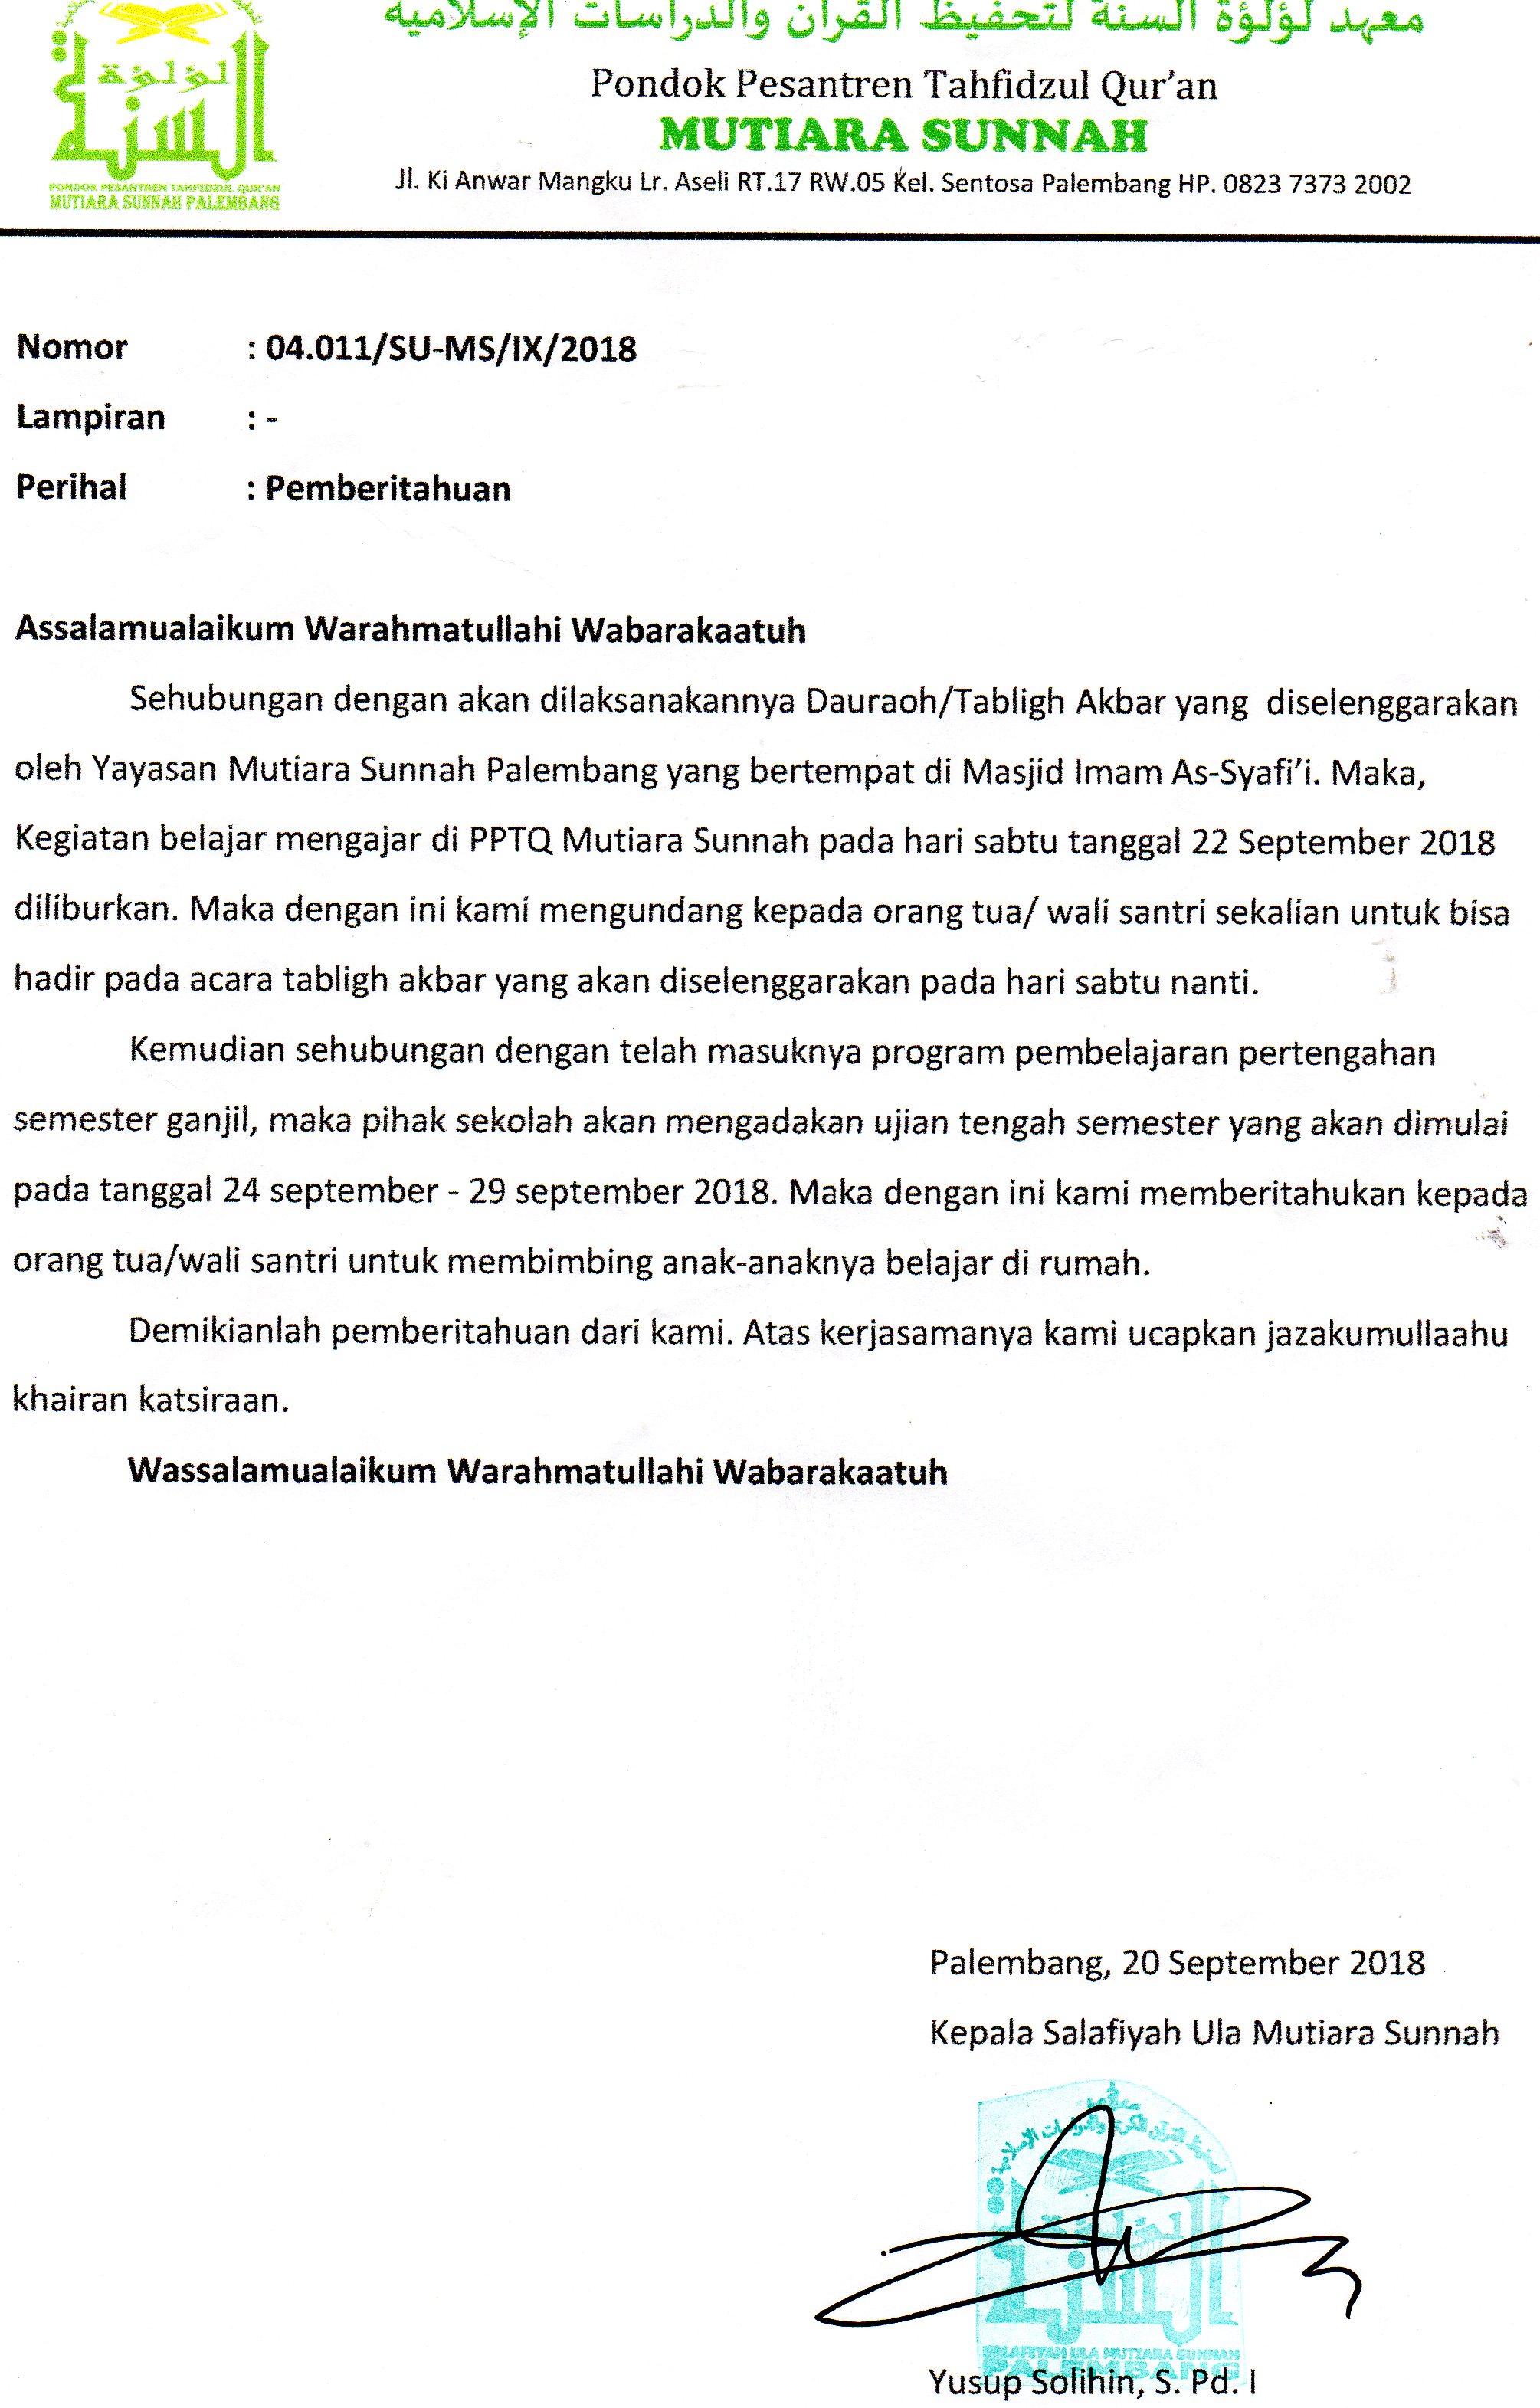 معهد لؤلؤة السنة لتحفيظ القرآن والدراسات الإسلامية
لؤلؤة
السنة
PONDOK PESANTREN TAHFIDZUL QUR'AN
MUTIARA SUNNAH PALEMBANG
Pondok Pesantren Tahfidzul Qur'an
MUTIARA SUNNAH
Jl. Ki Anwar Mangku Lr. Aseli RT.17 RW.05 Kel. Sentosa Palembang HP. 0823 7373 2002
Nomor : 04.011/SU-MS/IX/2018
Lampiran : -
Perihal : Pemberitahuan
Assalamualaikum Warahmatullahi Wabarakaatuh
Sehubungan dengan akan dilaksanakannya Dauraoh/Tabligh Akbar yang diselenggarakan
oleh Yayasan Mutiara Sunnah Palembang yang bertempat di Masjid Imam As-Syafi'i. Maka,
Kegiatan belajar mengajar di PPTQ Mutiara Sunnah pada hari sabtu tanggal 22 September 2018
diliburkan. Maka dengan ini kami mengundang kepada orang tua/ wali santri sekalian untuk bisa
hadir pada acara tabligh akbar yang akan diselenggarakan pada hari sabtu nanti.
Kemudian sehubungan dengan telah masuknya program pembelajaran pertengahan
semester ganjil, maka pihak sekolah akan mengadakan ujian tengah semester yang akan dimulai
pada tanggal 24 september - 29 september 2018. Maka dengan ini kami memberitahukan kepada
orang tua/wali santri untuk membimbing anak-anaknya belajar di rumah.
Demikianlah pemberitahuan dari kami. Atas kerjasamanya kami ucapkan jazakumullaahu
khairan katsiraan.
Wassalamualaikum Warahmatullahi Wabarakaatuh
Palembang, 20 September 2018
Kepala Salafiyah Ula Mutiara Sunnah
السنة
SALAFIYAH ULA MUTIARA SUNNAH
PALEMBANG
Yusup Solihin, S. Pd. I